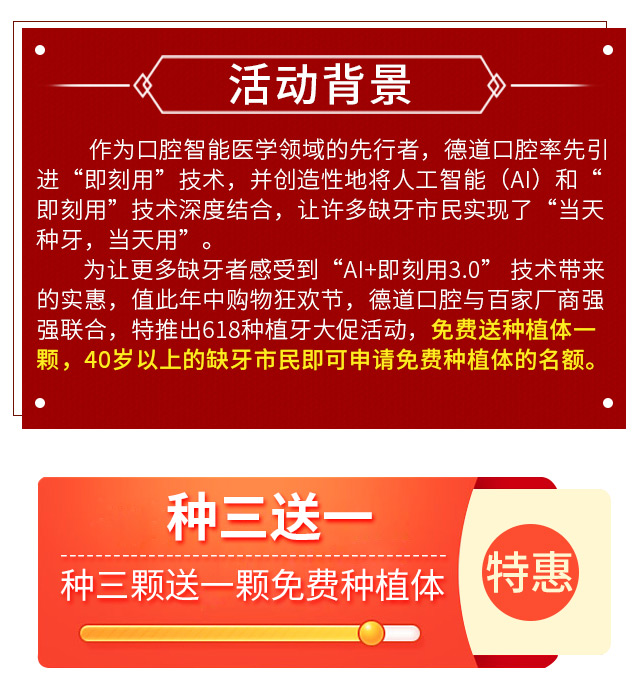 活动背景
作为口腔智能医学领域的先行者，德道口腔率先引
进“即刻用”技术，并创造性地将人工智能（AI）和“
即刻用”技术深度结合，让许多缺牙市民实现了“当天
种牙，当天用”。
为让更多缺牙者感受到“AI+即刻用3.0” 技术带来
的实惠，值此年中购物狂欢节，德道口腔与百家厂商强
强联合，特推出618种植牙大促活动，免费送种植体一
颗，40岁以上的缺牙市民即可申请免费种植体的名额。
种三送一
种三颗送一颗免费种植体
特惠